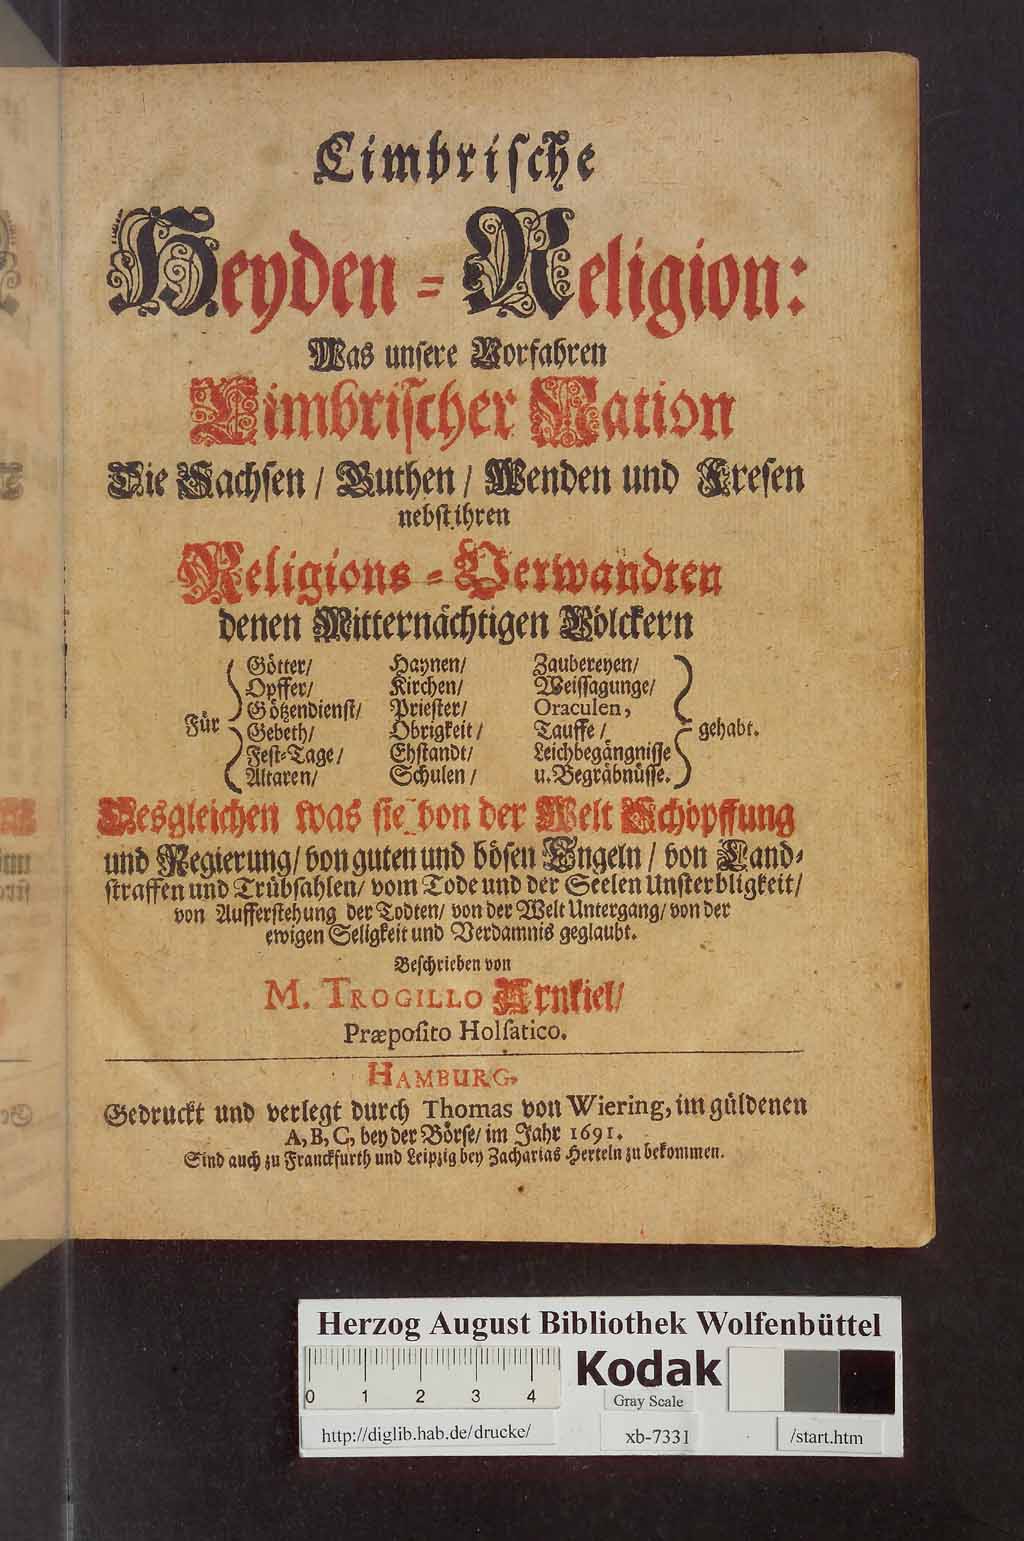 Cimbrische
Heyden-Religion:
Was unsere Vorfahren
Cimbrischer Nation
Die Sachsen / Guthen / Wenden und Fresen
nebst ihren
Religions-Verwandten
denen Mitternächtigen Völckern
Götter/ Haynen/ Zaubereyen/
Opffer/ Kirchen/ Weissagunge/
Götzendienst/ Priester/ Oraculen,
Für Gebeth/ Obrigkeit/ Tauffe/ gehabt.
Fest-Tage/ Ehstandt/ Leichbegängnisse
Altaren/ Schulen/ u. Begräbnüsse.
Desgleichen was sie von der Welt Schöpffung
und Regierung/ von guten und bösen Engeln/ von Land-
straffen und Trübsahlen/ vom Tode und der Seelen Unsterbligkeit/
von Aufferstehung der Todten/ von der Welt Untergang/ von der
ewigen Seligkeit und Verdamnis geglaubt.
Beschrieben von
M. TROGILLO Arnkiel/
Præposito Holsatico.
HAMBURG,
Gedruckt und verlegt durch Thomas von Wiering, im güldenen
A, B, C, bey der Börse/ im Jahr 1691.
Sind auch zu Franckfurth und Leipzig bey Zacharias Herteln zu bekommen.
Herzog August Bibliothek Wolfenbüttel
0 1 2 3 4
Kodak
Gray Scale
http://diglib.hab.de/drucke/ xb-7331 /start.htm